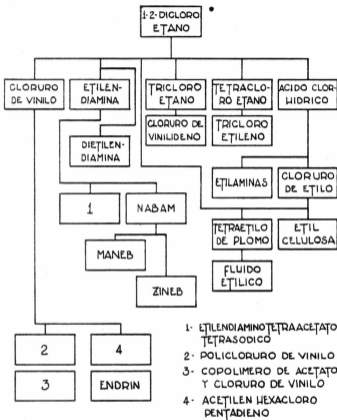 1-2-DICLORO
ETANO
CLORURO
DE VINILO
ETILEN-
DIAMINA
TRICLORO
ETANO
TETRACLO-
RO ETANO
ACIDO CLOR-
HIDRICO
CLORURO DE
VINILIDENO
TRICLORO
ETILENO
DIETILEN-
DIAMINA
ETILAMINAS
CLORURO
DE ETILO
1
NABAM
TETRAETILO
DE PLOMO
ETIL
CELULOSA
MANEB
FLUIDO
ETILICO
ZINEB
2
4
3
ENDRIN
1- ETILENDIAMINOTETRAACETATO
TETRASODICO
2- POLICLORURO DE VINILO
3- COPOLIMERO DE ACETATO
Y CLORURO DE VINILO
4- ACETILEN HEXACLORO
PENTADIENO